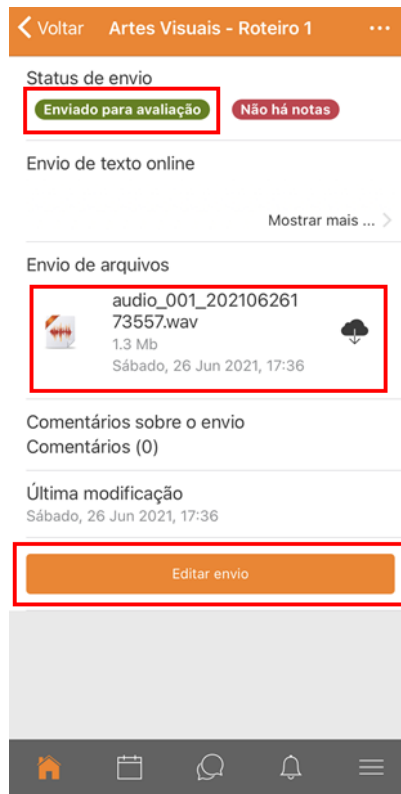 Voltar Artes Visuais - Roteiro 1 ...
Status de envio
Enviado para avaliação Não há notas
Envio de texto online
Mostrar mais ...
Envio de arquivos
audio_001_202106261
73557.wav
1.3 Mb
Sábado, 26 Jun 2021, 17:36
Comentários sobre o envio
Comentários (0)
Última modificação
Sábado, 26 Jun 2021, 17:36
Editar envio